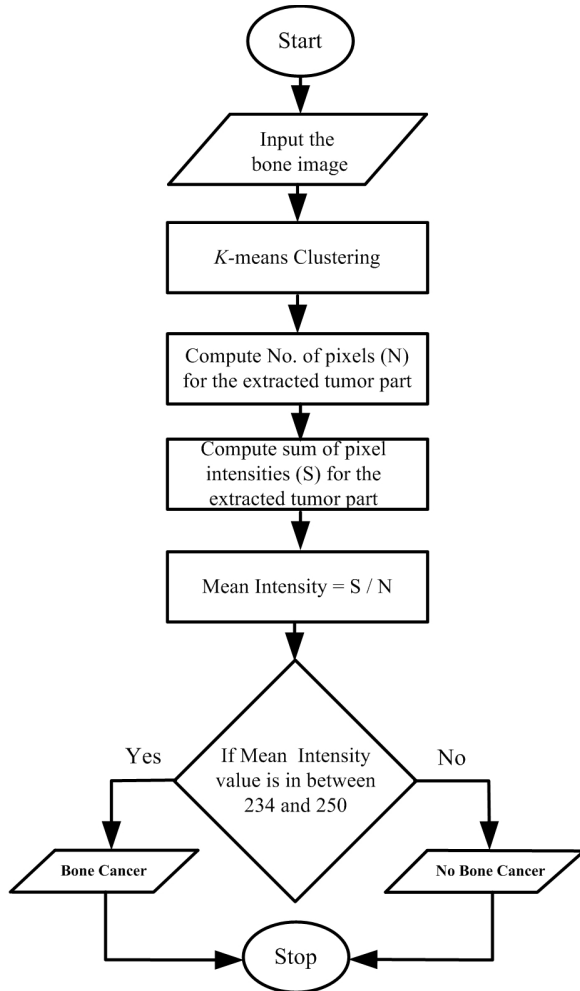 Start
Input the
bone image
K-means Clustering
Compute No. of pixels (N)
for the extracted tumor part
Compute sum of pixel
intensities (S) for the
extracted tumor part
Mean Intensity = S / N
If Mean Intensity
value is in between
234 and 250
Yes
No
Bone Cancer
No Bone Cancer
Stop